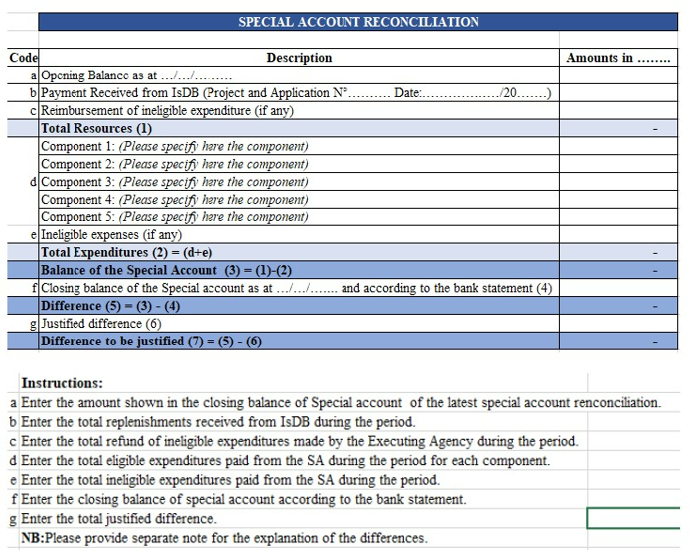 SPECIAL ACCOUNT RECONCILIATION
Code Description Amounts in ........
a Opening Balance as at .../.../.........
b Payment Received from IsDB (Project and Application N°.......... Date:................../20.......)
c Reimbursement of ineligible expenditure (if any)
Total Resources (1) -
Component 1: (Please specify here the component)
Component 2: (Please specify here the component)
d Component 3: (Please specify here the component)
Component 4: (Please specify here the component)
Component 5: (Please specify here the component)
e Ineligible expenses (if any)
Total Expenditures (2) = (d+e) -
Balance of the Special Account (3) = (1)-(2) -
f Closing balance of the Special account as at .../.../....... and according to the bank statement (4)
Difference (5) = (3) - (4) -
g Justified difference (6)
Difference to be justified (7) = (5) - (6) -
Instructions:
a Enter the amount shown in the closing balance of Special account of the latest special account renconciliation.
b Enter the total replenishments received from IsDB during the period.
c Enter the total refund of ineligible expenditures made by the Executing Agency during the period.
d Enter the total eligible expenditures paid from the SA during the period for each component.
e Enter the total ineligible expenditures paid from the SA during the period.
f Enter the closing balance of special account according to the bank statement.
g Enter the total justified difference.
NB:Please provide separate note for the explanation of the differences.